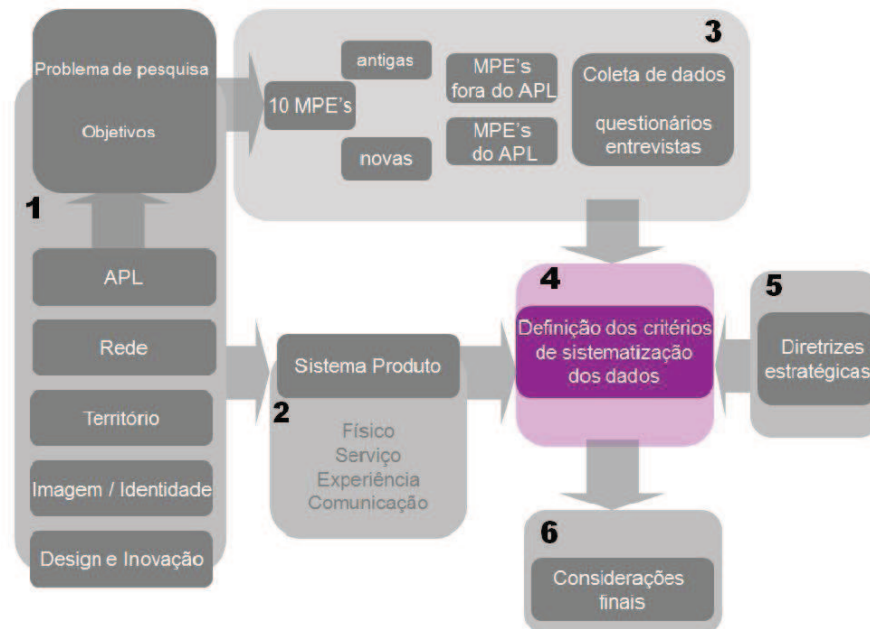 1
Problema de pesquisa
Objetivos
APL
Rede
Território
Imagem / Identidade
Design e Inovação
2
Sistema Produto
Físico
Serviço
Experiência
Comunicação
3
10 MPE's
antigas
novas
MPE's
fora do APL
MPE's
do APL
Coleta de dados
questionários
entrevistas
4
Definição dos critérios
de sistematização
dos dados
5
Diretrizes
estratégicas
6
Considerações
finais